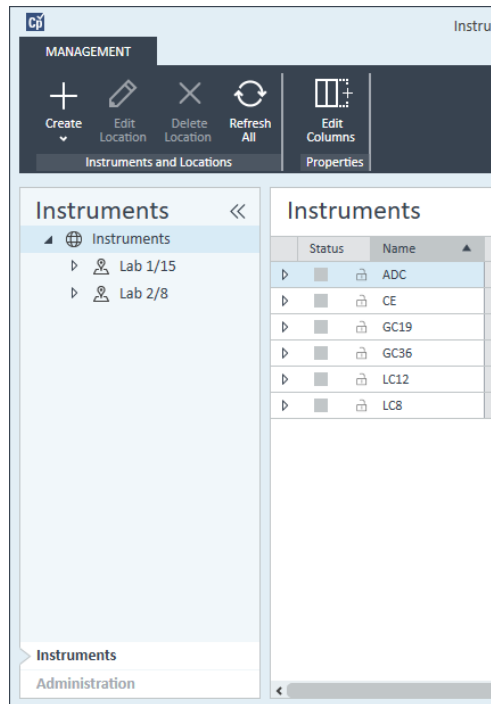 Cp
Instru
MANAGEMENT
Create
Edit Location
Delete Location
Refresh All
Edit Columns
Instruments and Locations
Properties
Instruments
Instruments
Lab 1/15
Lab 2/8
Instruments
Administration
Instruments
Status Name
ADC
CE
GC19
GC36
LC12
LC8